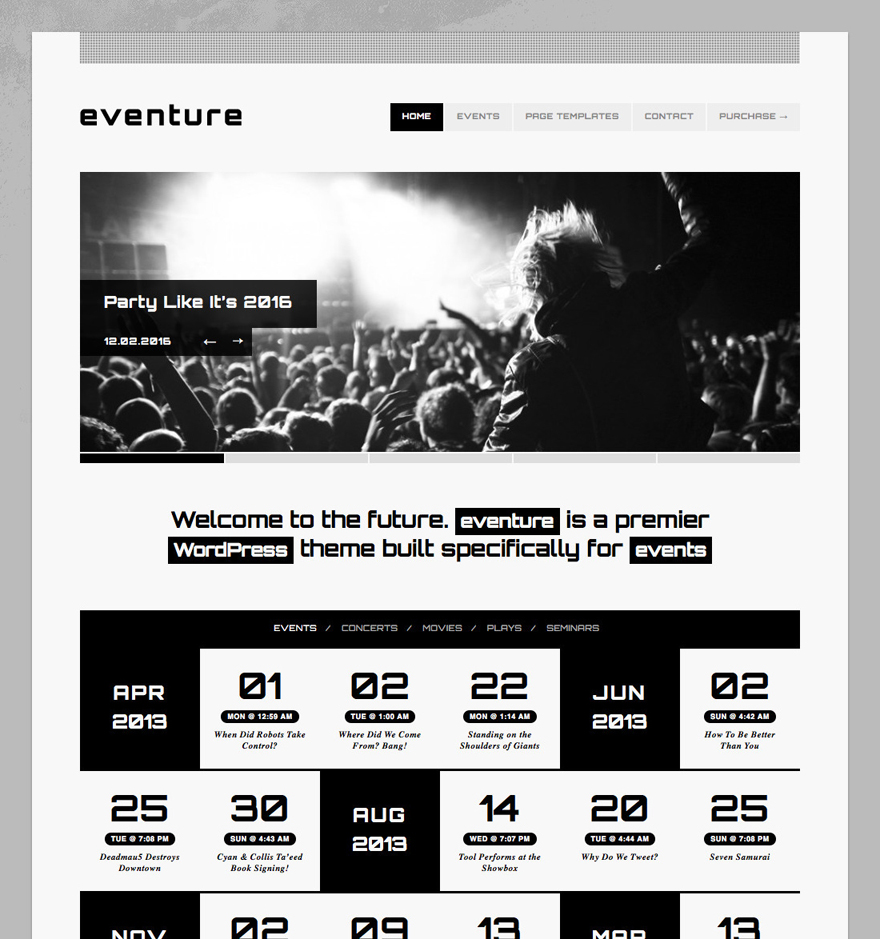 eventure
HOME EVENTS PAGE TEMPLATES CONTACT PURCHASE →
Party Like It's 2016
12.02.2016 ← →
Welcome to the future. eventure is a premier
WordPress theme built specifically for events
EVENTS / CONCERTS / MOVIES / PLAYS / SEMINARS
APR
2013
01
MON @ 12:59 AM
When Did Robots Take
Control?
02
TUE @ 1:00 AM
Where Did We Come
From? Bang!
22
MON @ 1:14 AM
Standing on the
Shoulders of Giants
JUN
2013
02
SUN @ 4:42 AM
How To Be Better
Than You
25
TUE @ 7:08 PM
Deadmau5 Destroys
Downtown
30
SUN @ 4:43 AM
Cyan & Collis Ta'eed
Book Signing!
AUG
2013
14
WED @ 7:07 PM
Tool Performs at the
Showbox
20
TUE @ 4:44 AM
Why Do We Tweet?
25
SUN @ 7:08 PM
Seven Samurai
NOV
02
09
13
MAR
13